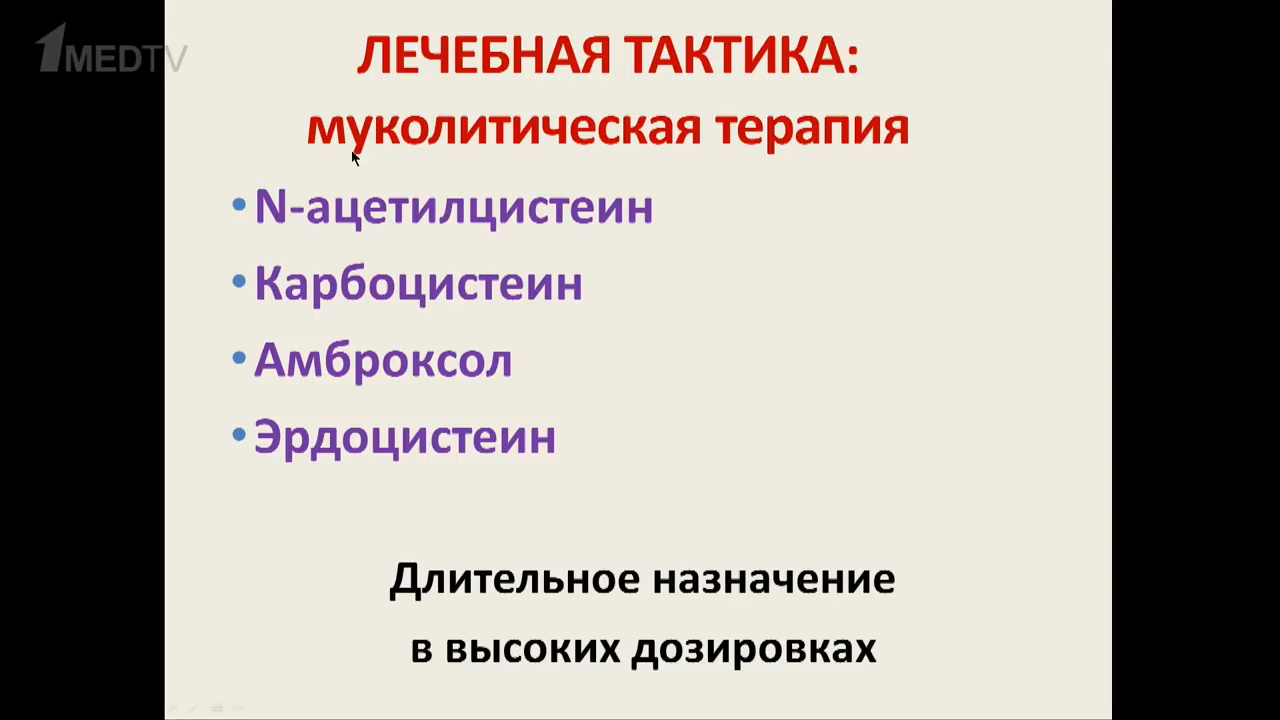 1MEDTV
ЛЕЧЕБНАЯ ТАКТИКА:
муколитическая терапия
• N-ацетилцистеин
• Карбоцистеин
• Амброксол
• Эрдоцистеин
Длительное назначение
в высоких дозировках